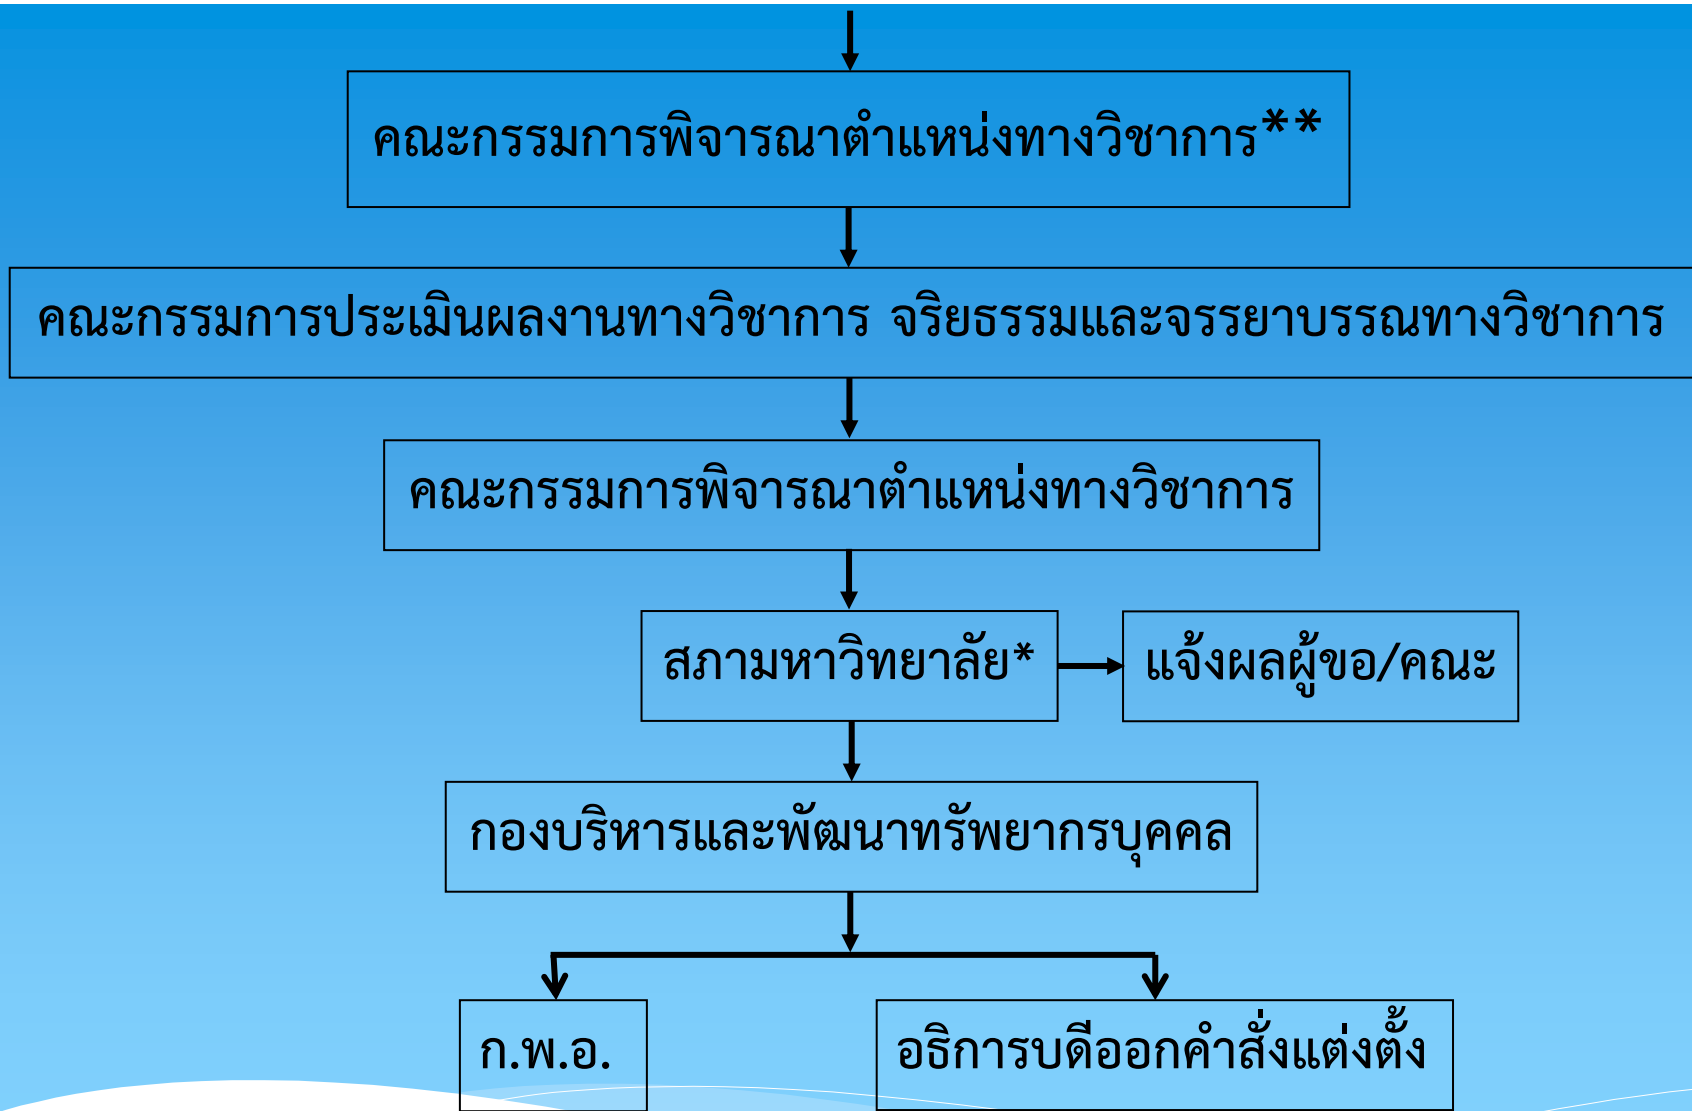 คณะกรรมการพิจารณาตำแหน่งทางวิชาการ**
คณะกรรมการประเมินผลงานทางวิชาการ จริยธรรมและจรรยาบรรณทางวิชาการ
คณะกรรมการพิจารณาตำแหน่งทางวิชาการ
สภามหาวิทยาลัย*
แจ้งผลผู้ขอ/คณะ
กองบริหารและพัฒนาทรัพยากรบุคคล
ก.พ.อ.
อธิการบดีออกคำสั่งแต่งตั้ง